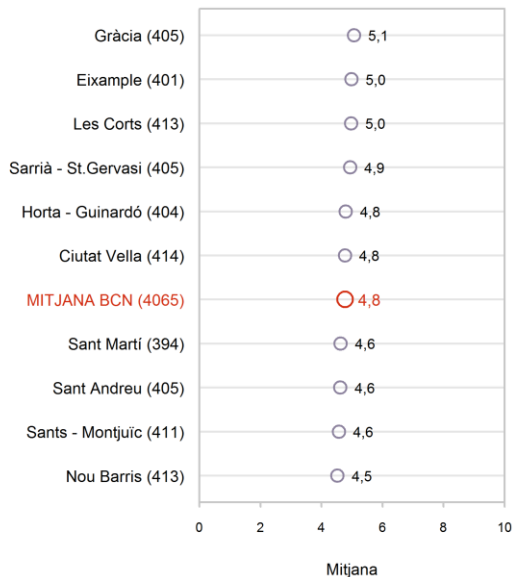 Gràcia (405) 5,1
Eixample (401) 5,0
Les Corts (413) 5,0
Sarrià - St.Gervasi (405) 4,9
Horta - Guinardó (404) 4,8
Ciutat Vella (414) 4,8
MITJANA BCN (4065) 4,8
Sant Martí (394) 4,6
Sant Andreu (405) 4,6
Sants - Montjuïc (411) 4,6
Nou Barris (413) 4,5
0 2 4 6 8 10
Mitjana